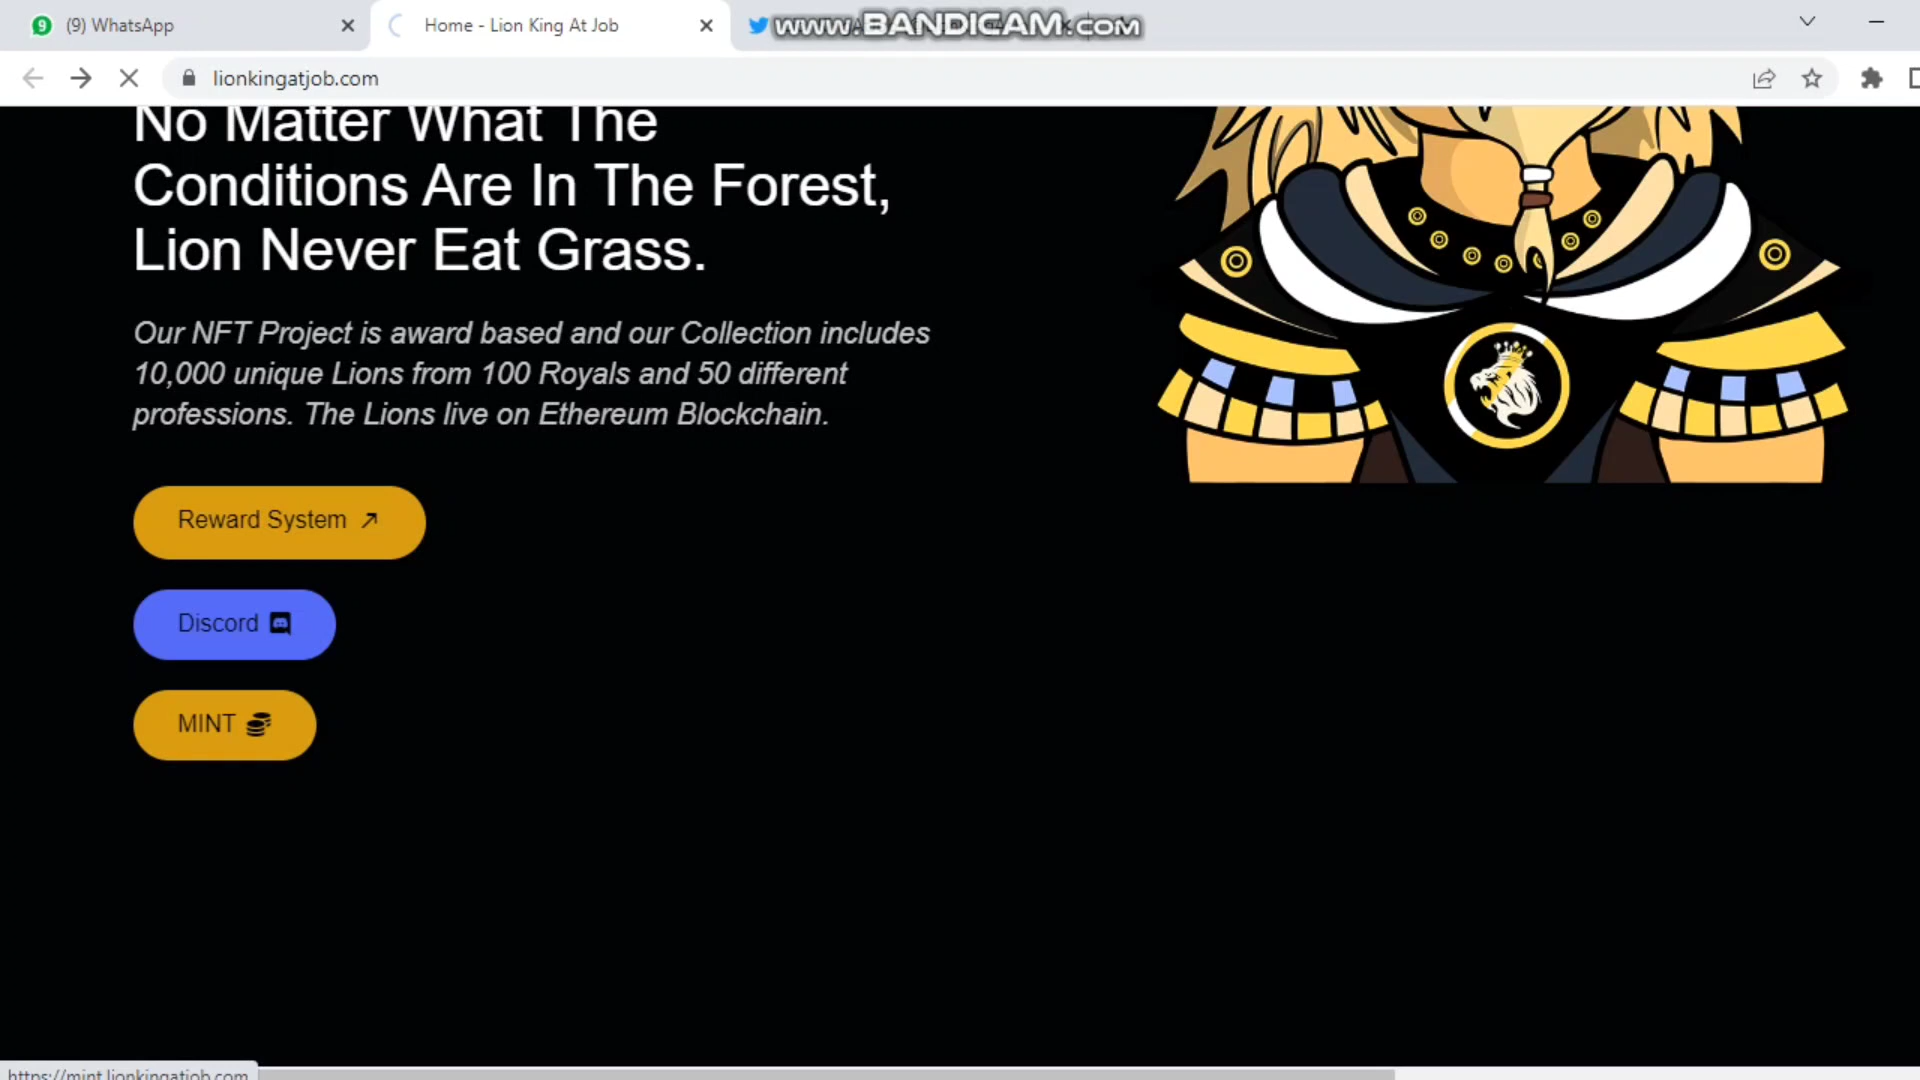 (9) WhatsApp
Home - Lion King At Job
www.BANDICAM.com
lionkingatjob.com
No Matter What The
Conditions Are In The Forest,
Lion Never Eat Grass.
Our NFT Project is award based and our Collection includes
10,000 unique Lions from 100 Royals and 50 different
professions. The Lions live on Ethereum Blockchain.
Reward System
Discord
MINT
https://mint.lionkingatjob.com